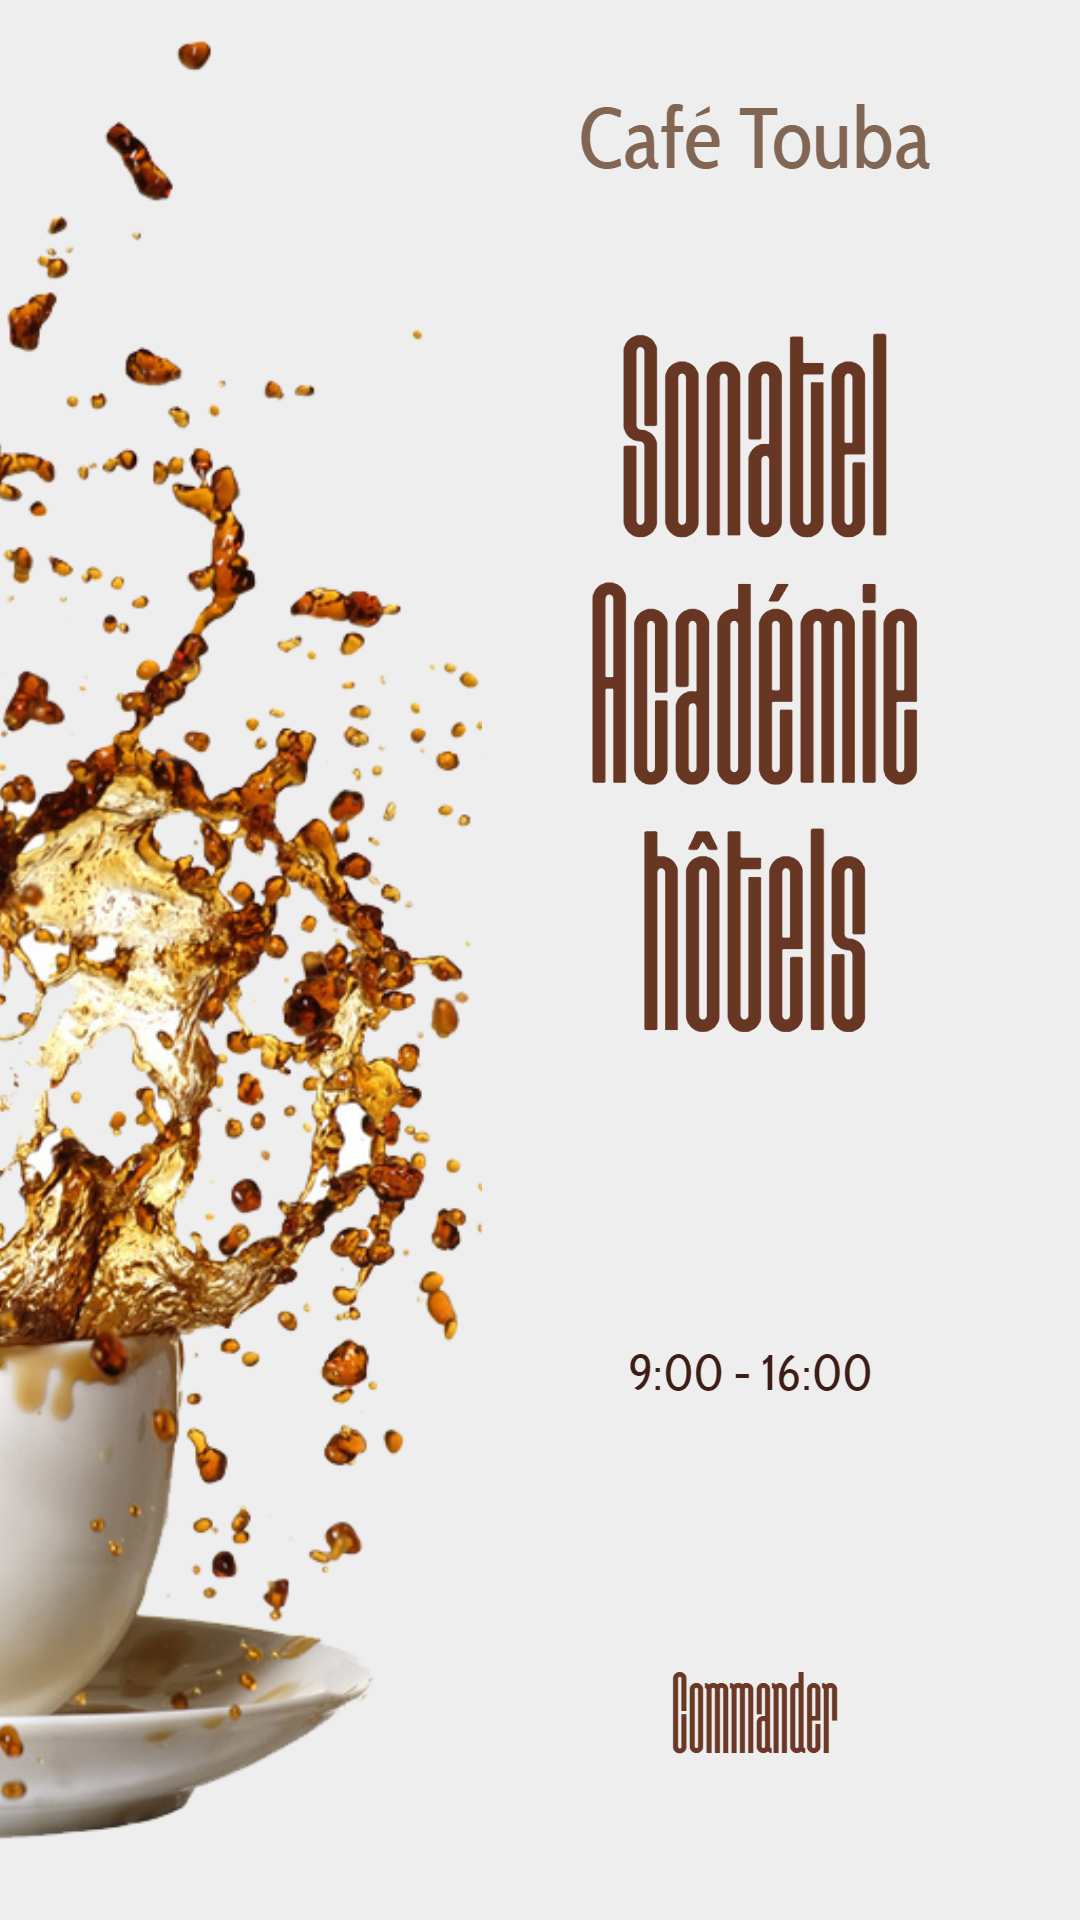 Café Touba
Sonatel
Académie
hôtels
9:00 - 16:00
Commander